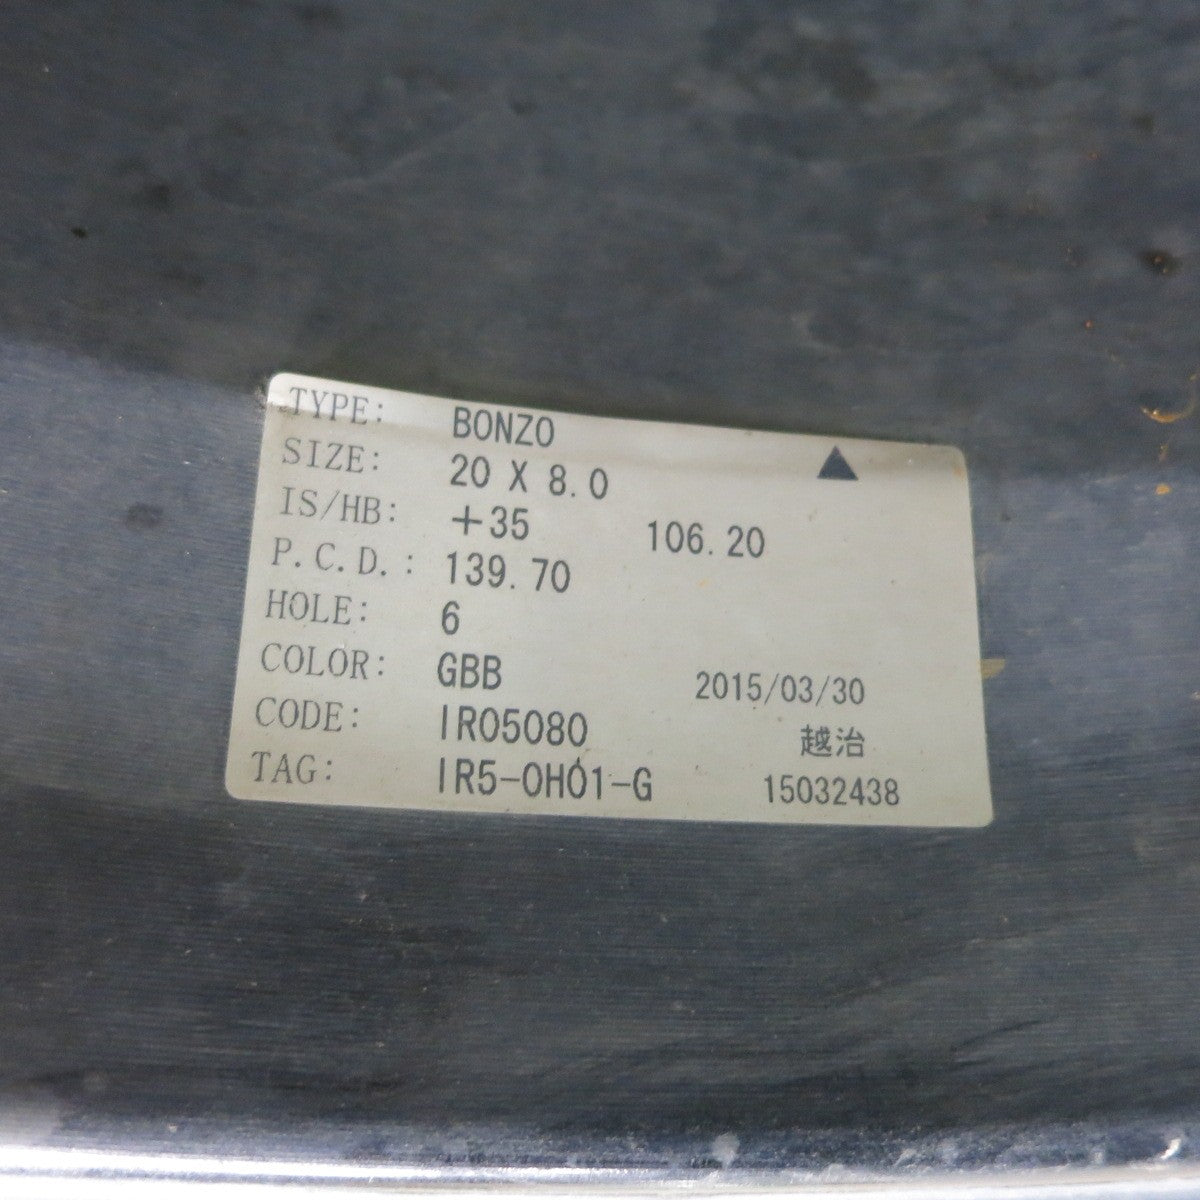 TYPE: BONZO
SIZE: 20 X 8.0
IS/HB: +35 106.20
P.C.D.: 139.70
HOLE: 6
COLOR: GBB 2015/03/30
CODE: IR05080 越治
TAG: IR5-OH01-G 15032438